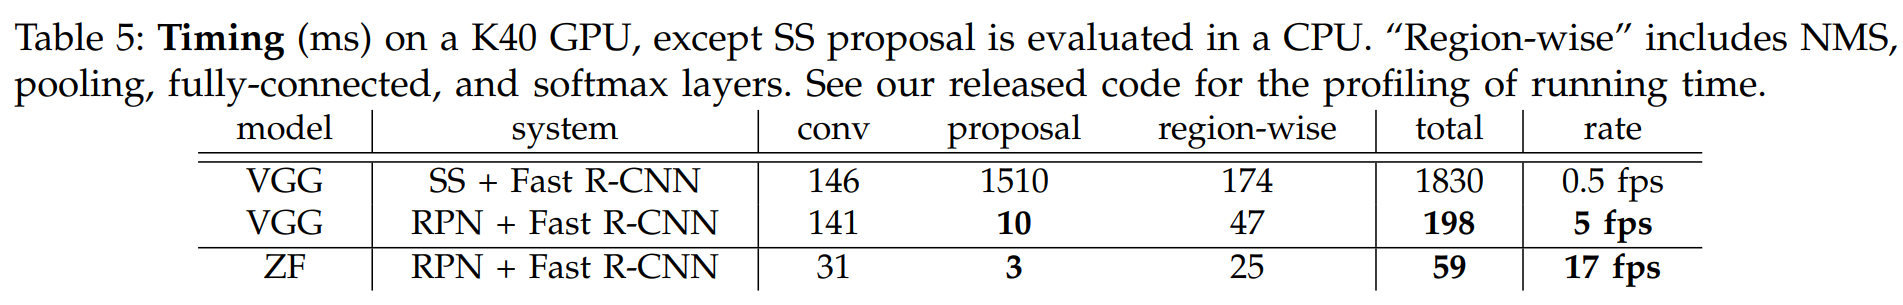 Table 5: Timing (ms) on a K40 GPU, except SS proposal is evaluated in a CPU. “Region-wise” includes NMS,
pooling, fully-connected, and softmax layers. See our released code for the profiling of running time.
model system conv proposal region-wise total rate
VGG SS + Fast R-CNN 146 1510 174 1830 0.5 fps
VGG RPN + Fast R-CNN 141 10 47 198 5 fps
ZF RPN + Fast R-CNN 31 3 25 59 17 fps